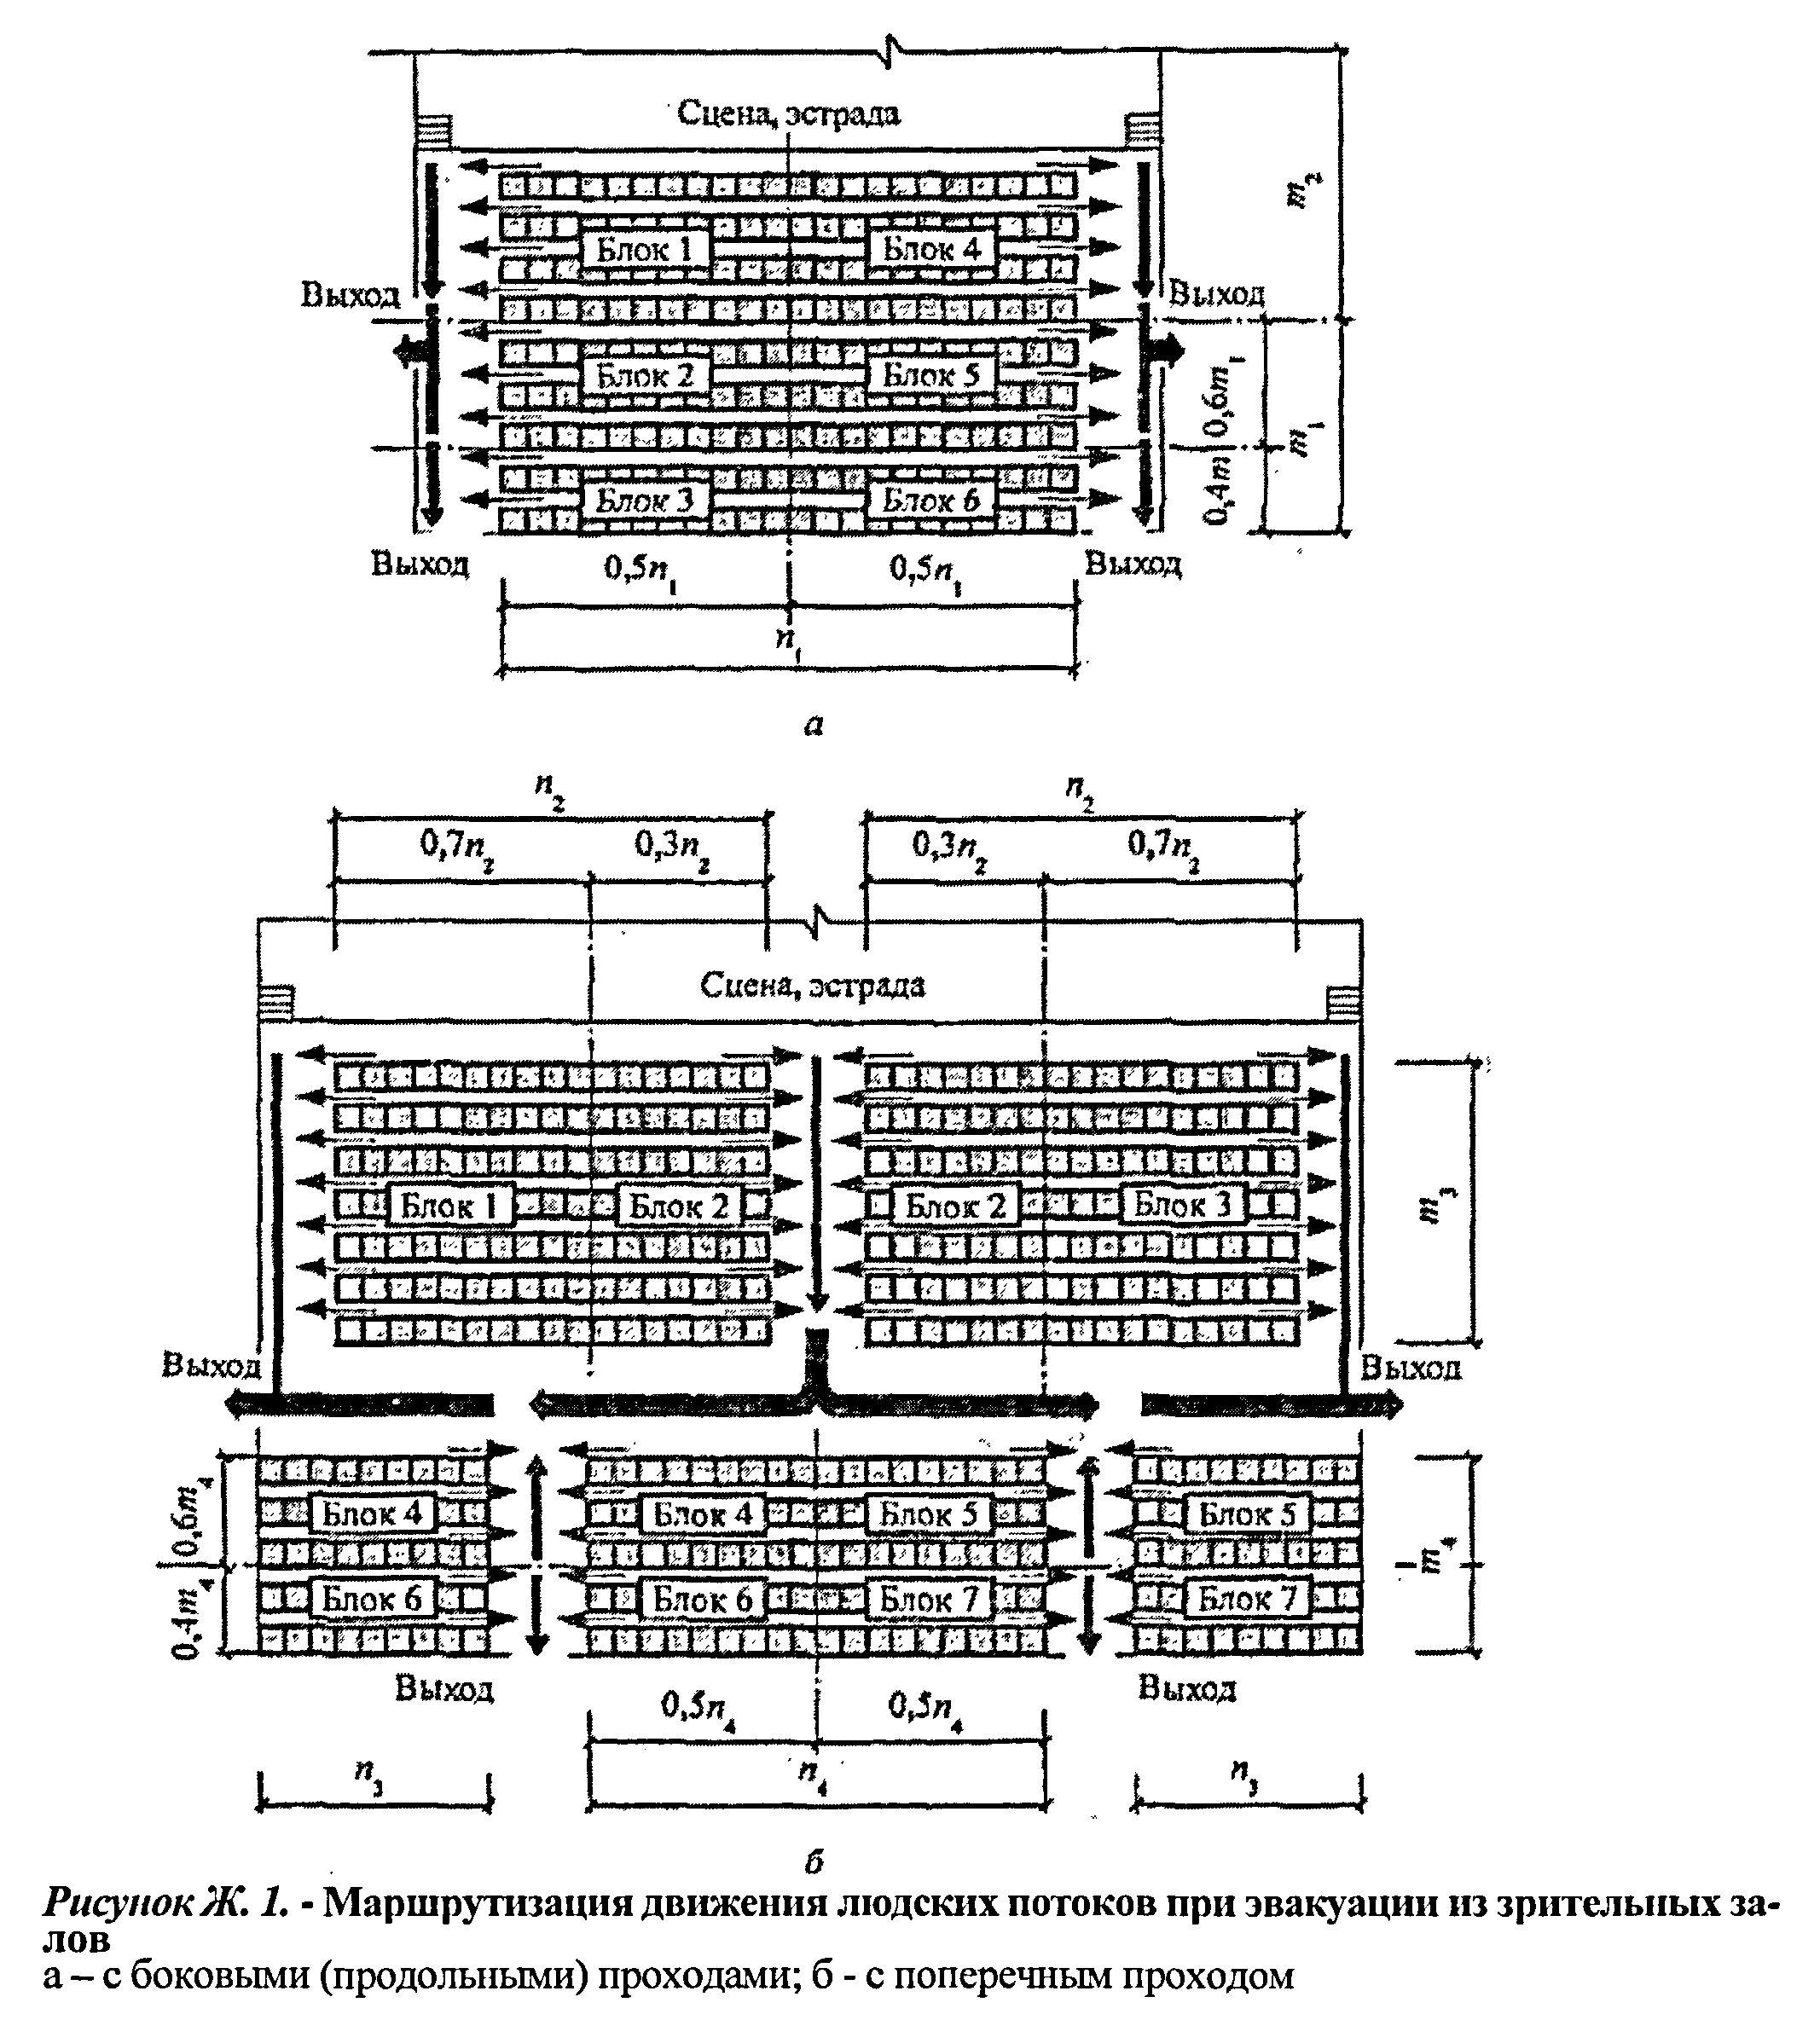 Сцена, эстрада
m2
Блок 1 Блок 4
Выход Выход
Блок 2 Блок 5
0,6m1
m1
0,4m
Блок 3 Блок 6
Выход Выход
0,5n1 0,5n1
n1
а
n2 n2
0,7n2 0,3n2 0,3n2 0,7n2
Сцена, эстрада
m3
Блок 1 Блок 2 Блок 2 Блок 3
Выход Выход
0,6m4
Блок 4 Блок 4 Блок 5 Блок 5
m4
0,4m4
Блок 6 Блок 6 Блок 7 Блок 7
Выход Выход
0,5n4 0,5n4
n3 n4 n3
б
Рисунок Ж. 1. - Маршрутизация движения людских потоков при эвакуации из зрительных за-
лов
а – с боковыми (продольными) проходами; б - с поперечным проходом